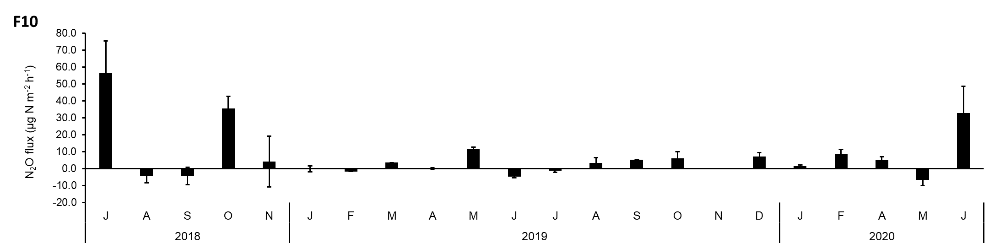 F10
N₂O flux (µg N m⁻² h⁻¹)
80.0
70.0
60.0
50.0
40.0
30.0
20.0
10.0
0.0
-10.0
-20.0
J A S O N J F M A M J J A S O N D J F A M J
2018 2019 2020